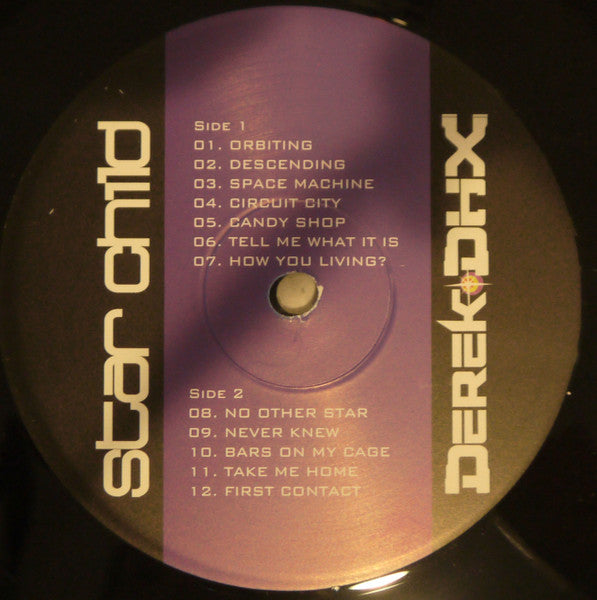 star child
Side 1
01. ORBITING
02. DESCENDING
03. SPACE MACHINE
04. CIRCUIT CITY
05. CANDY SHOP
06. TELL ME WHAT IT IS
07. HOW YOU LIVING?
Side 2
08. NO OTHER STAR
09. NEVER KNEW
10. BARS ON MY CAGE
11. TAKE ME HOME
12. FIRST CONTACT
DEREK DHX